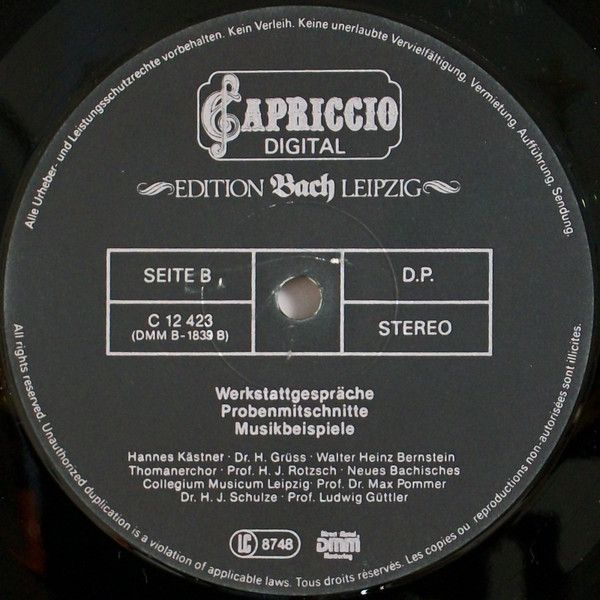 Alle Urheber- und Leistungsschutzrechte vorbehalten. Kein Verleih. Keine unerlaubte Vervielfältigung, Vermietung, Aufführung, Sendung.
CAPRICCIO
DIGITAL
EDITION Bach LEIPZIG
SEITE B
D.P.
C 12 423
(DMM B-1839 B)
STEREO
Werkstattgespräche
Probenmitschnitte
Musikbeispiele
Hannes Kästner · Dr. H. Grüss · Walter Heinz Bernstein
Thomanerchor · Prof. H. J. Rotzsch · Neues Bachisches
Collegium Musicum Leipzig · Prof. Dr. Max Pommer
Dr. H. J. Schulze · Prof. Ludwig Güttler
LC 8748
Direct Metal
DMM
Mastering
All rights reserved. Unauthorized duplication is a violation of applicable laws. Tous droits réservés. Les copies ou reproductions non-autorisées sont illicites.